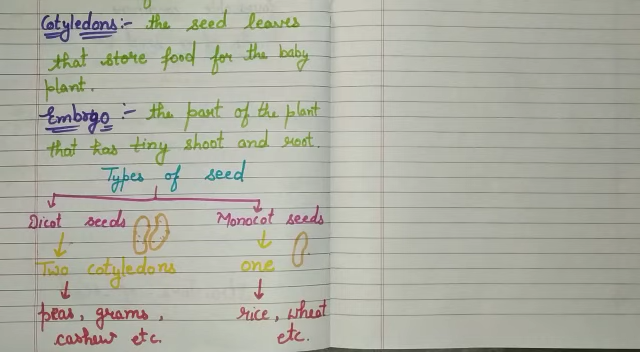 Cotyledons:- the seed leaves
that store food for the baby
plant.
Embryo:- the part of the plant
that has tiny shoot and root.
Types of seed
Dicot seeds Monocot seeds
Two cotyledons one
peas, grams, rice, wheat
cashew etc. etc.